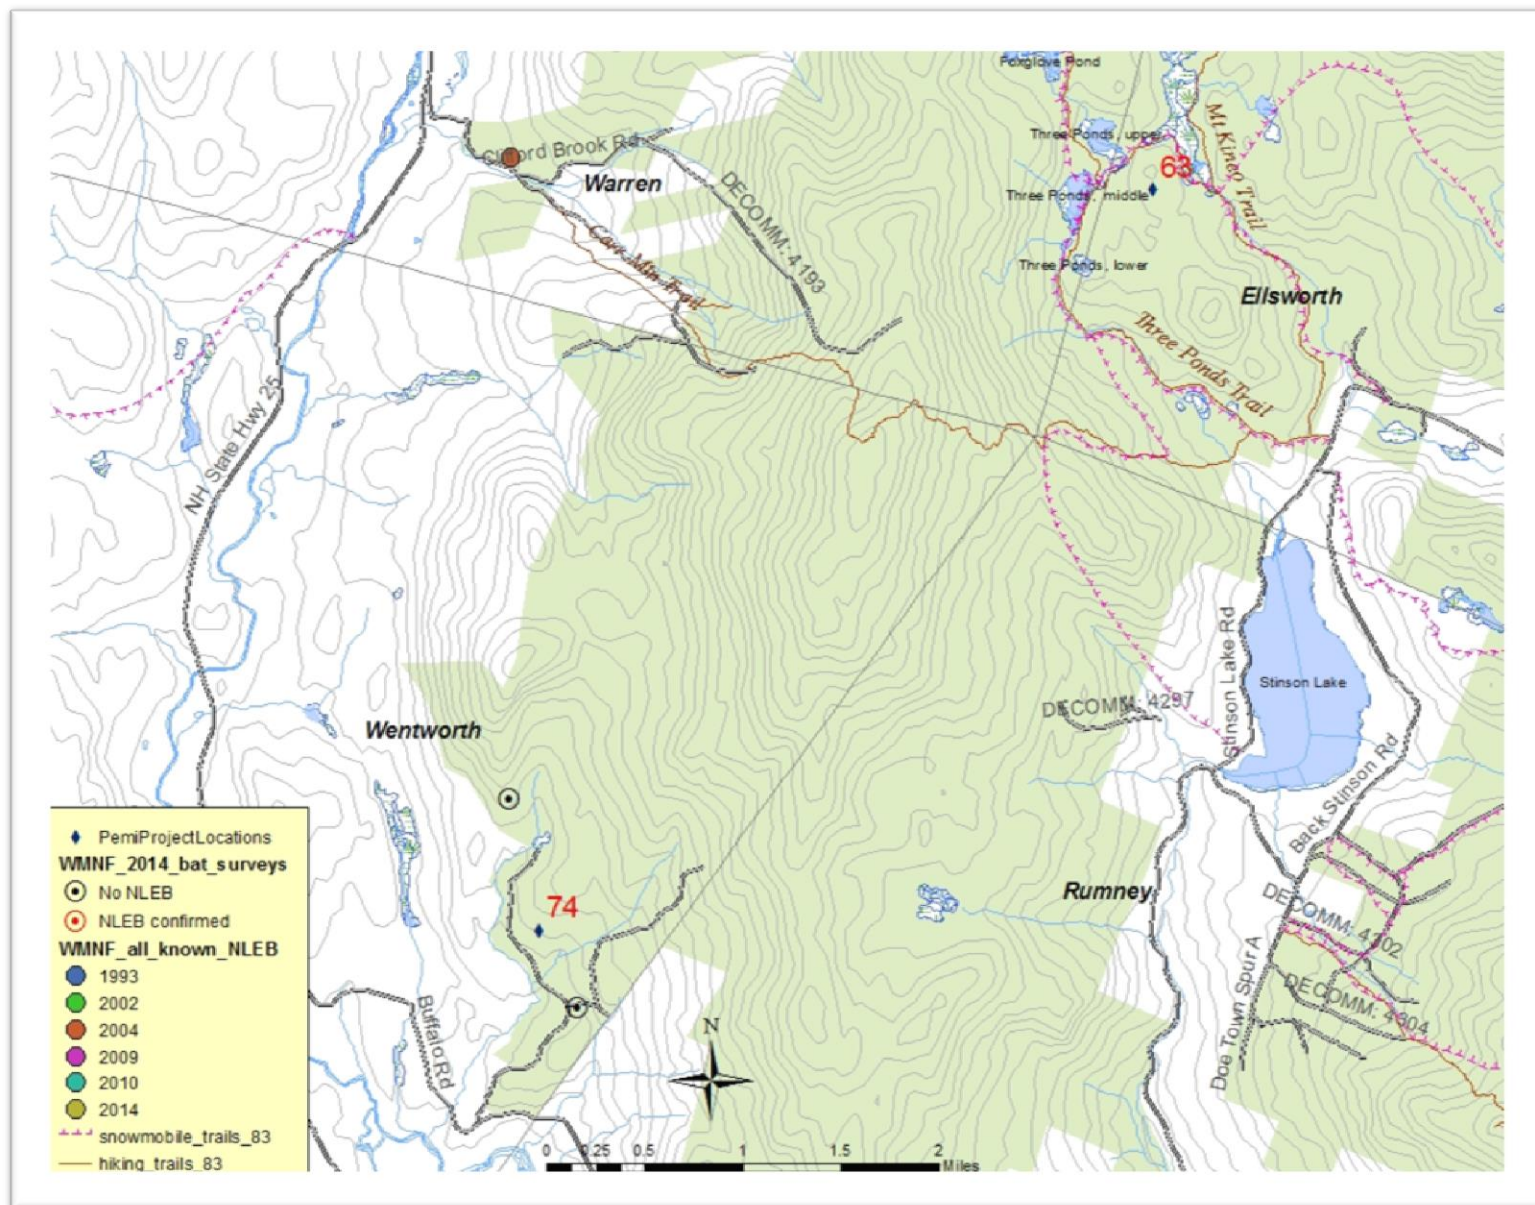 Foxglove Pond
Three Ponds, upper
Mt Kineo Trail
63
Clifford Brook Rd
Warren
DECOMM: 4193
Three Ponds, middle
Carr Mtn Trail
Three Ponds, lower
Ellsworth
Three Ponds Trail
NH State Hwy 25
Stinson Lake Rd
Stinson Lake
DECOMM: 4297
Wentworth
Back Stinson Rd
Rumney
74
DECOMM: 4302
Doe Town Spur A
DECOMM: 4304
Buffalo Rd
N
0 0.25 0.5 1 1.5 2
Miles
PemiProjectLocations
WMNF_2014_bat_surveys
No NLEB
NLEB confirmed
WMNF_all_known_NLEB
1993
2002
2004
2009
2010
2014
snowmobile_trails_83
hiking_trails_83